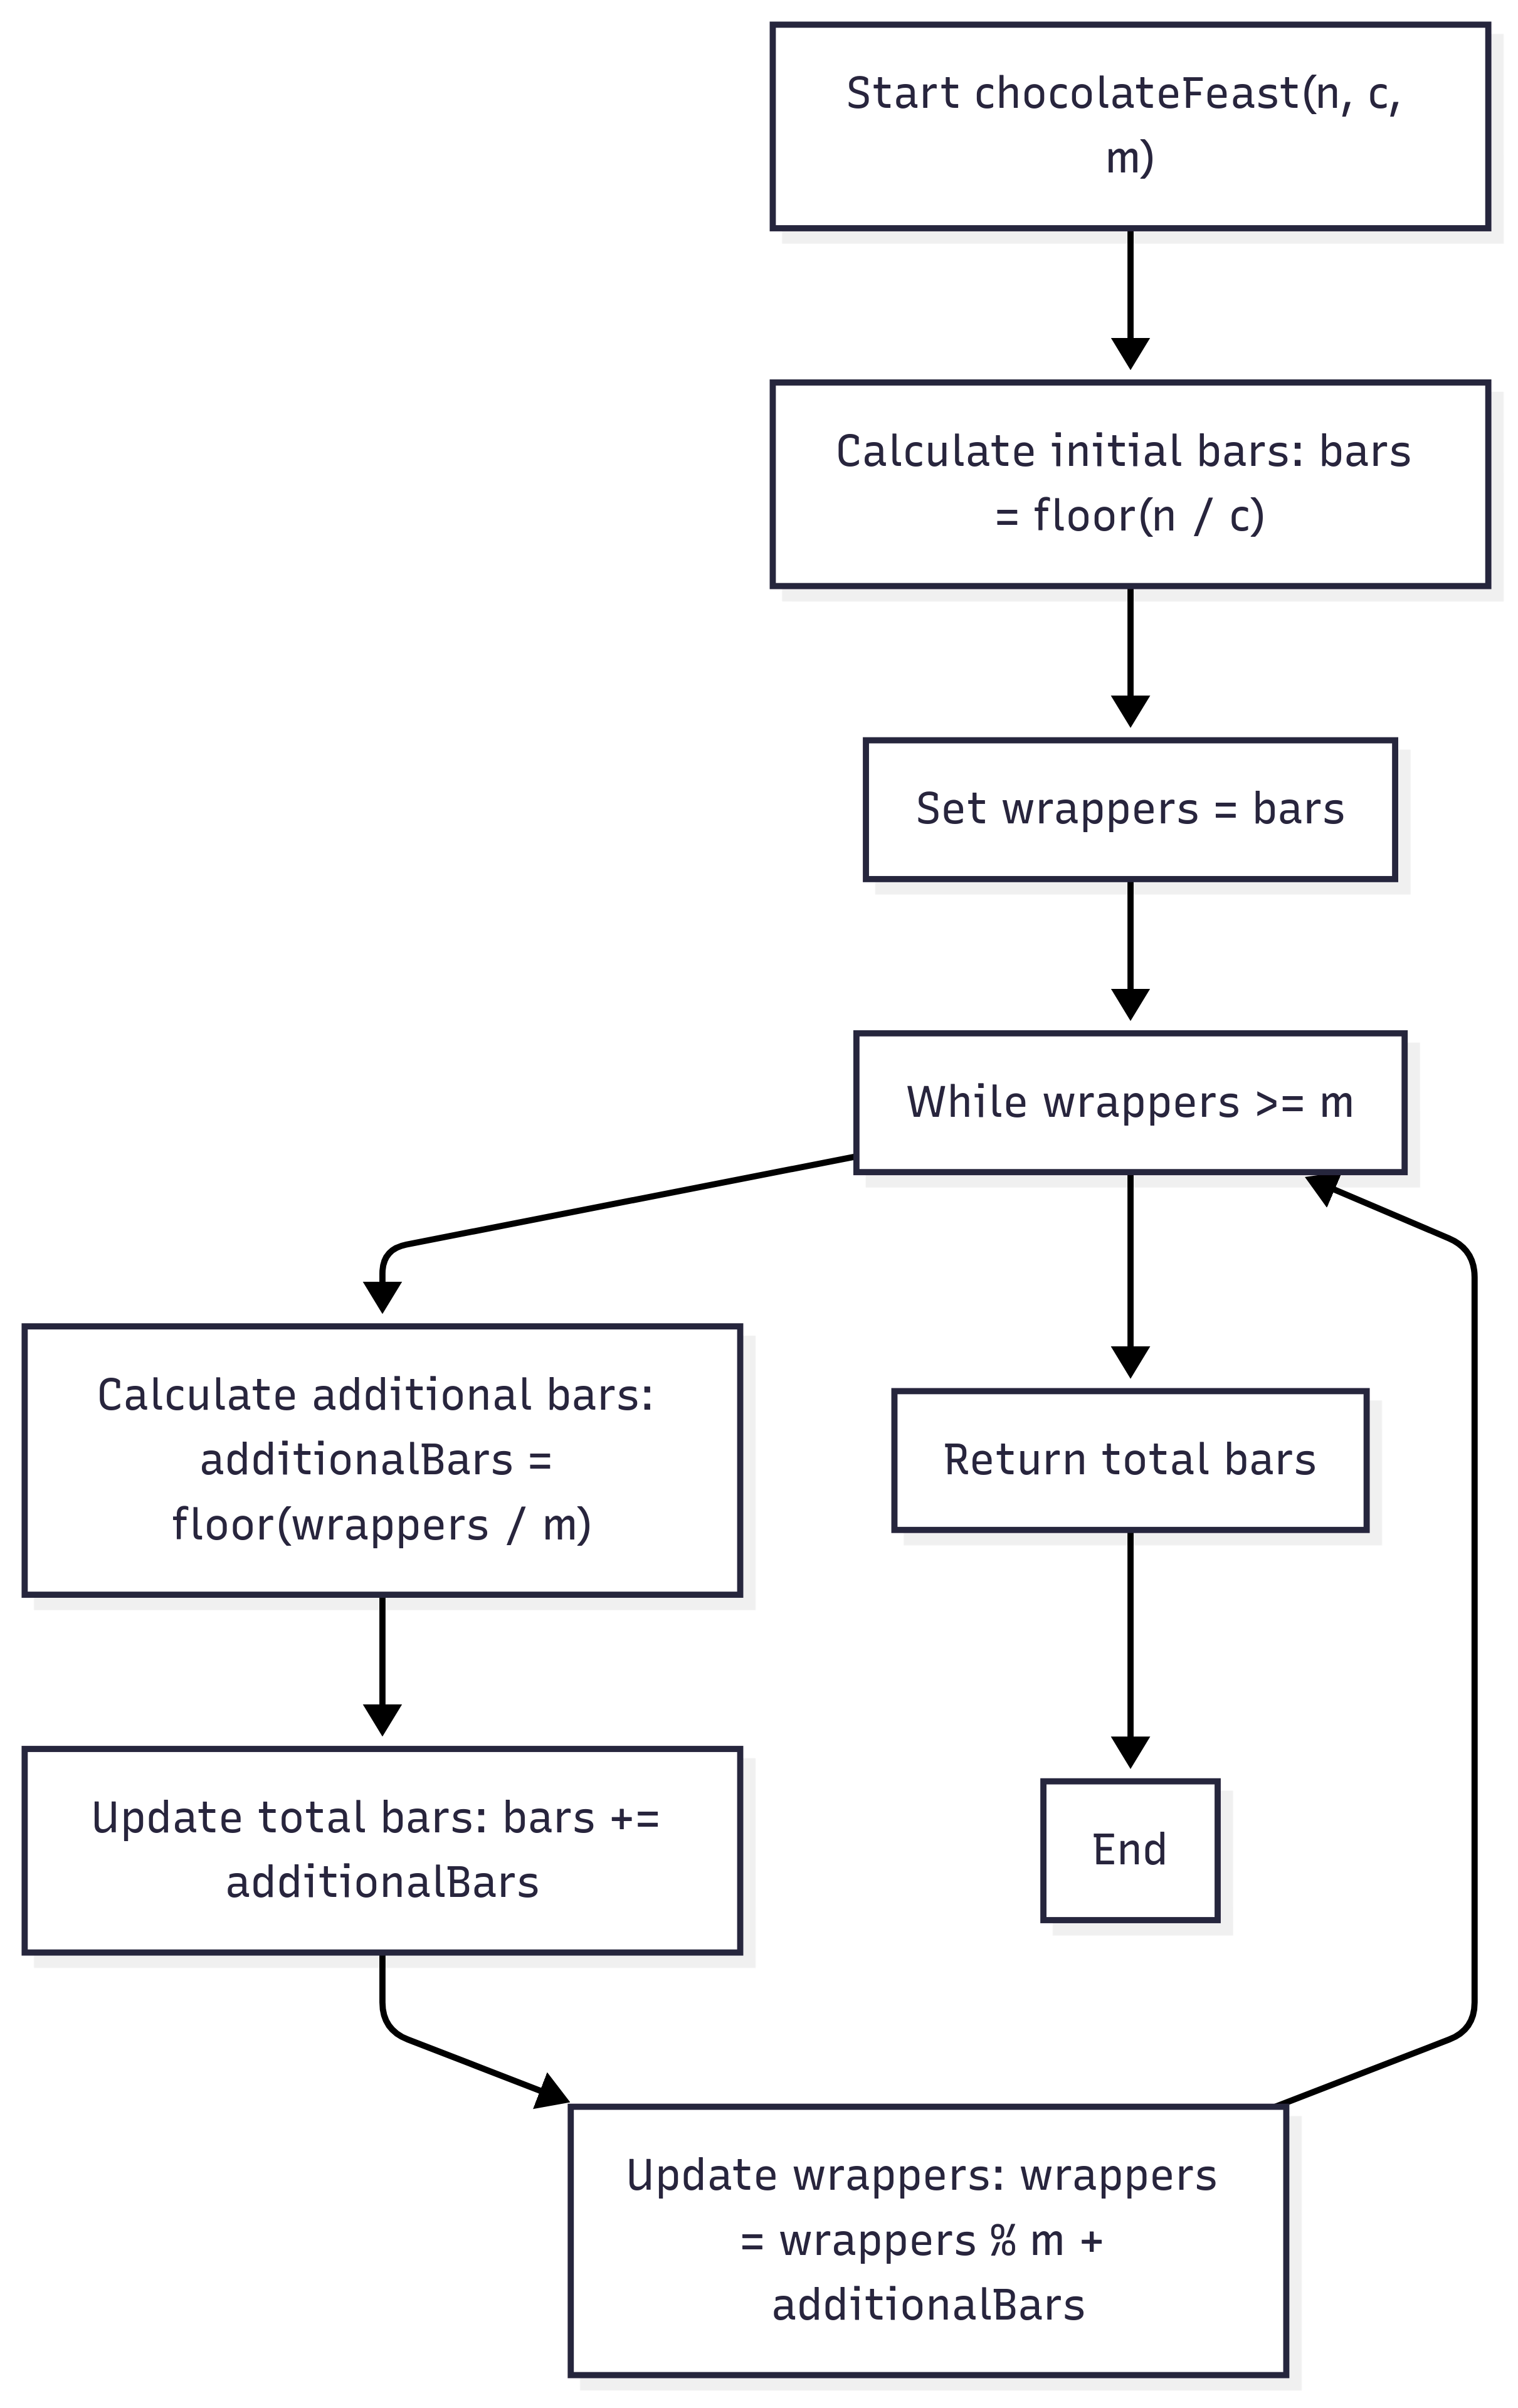 Start chocolateFeast(n, c,
m)
Calculate initial bars: bars
= floor(n / c)
Set wrappers = bars
While wrappers >= m
Calculate additional bars:
additionalBars =
floor(wrappers / m)
Return total bars
Update total bars: bars +=
additionalBars
End
Update wrappers: wrappers
= wrappers % m +
additionalBars